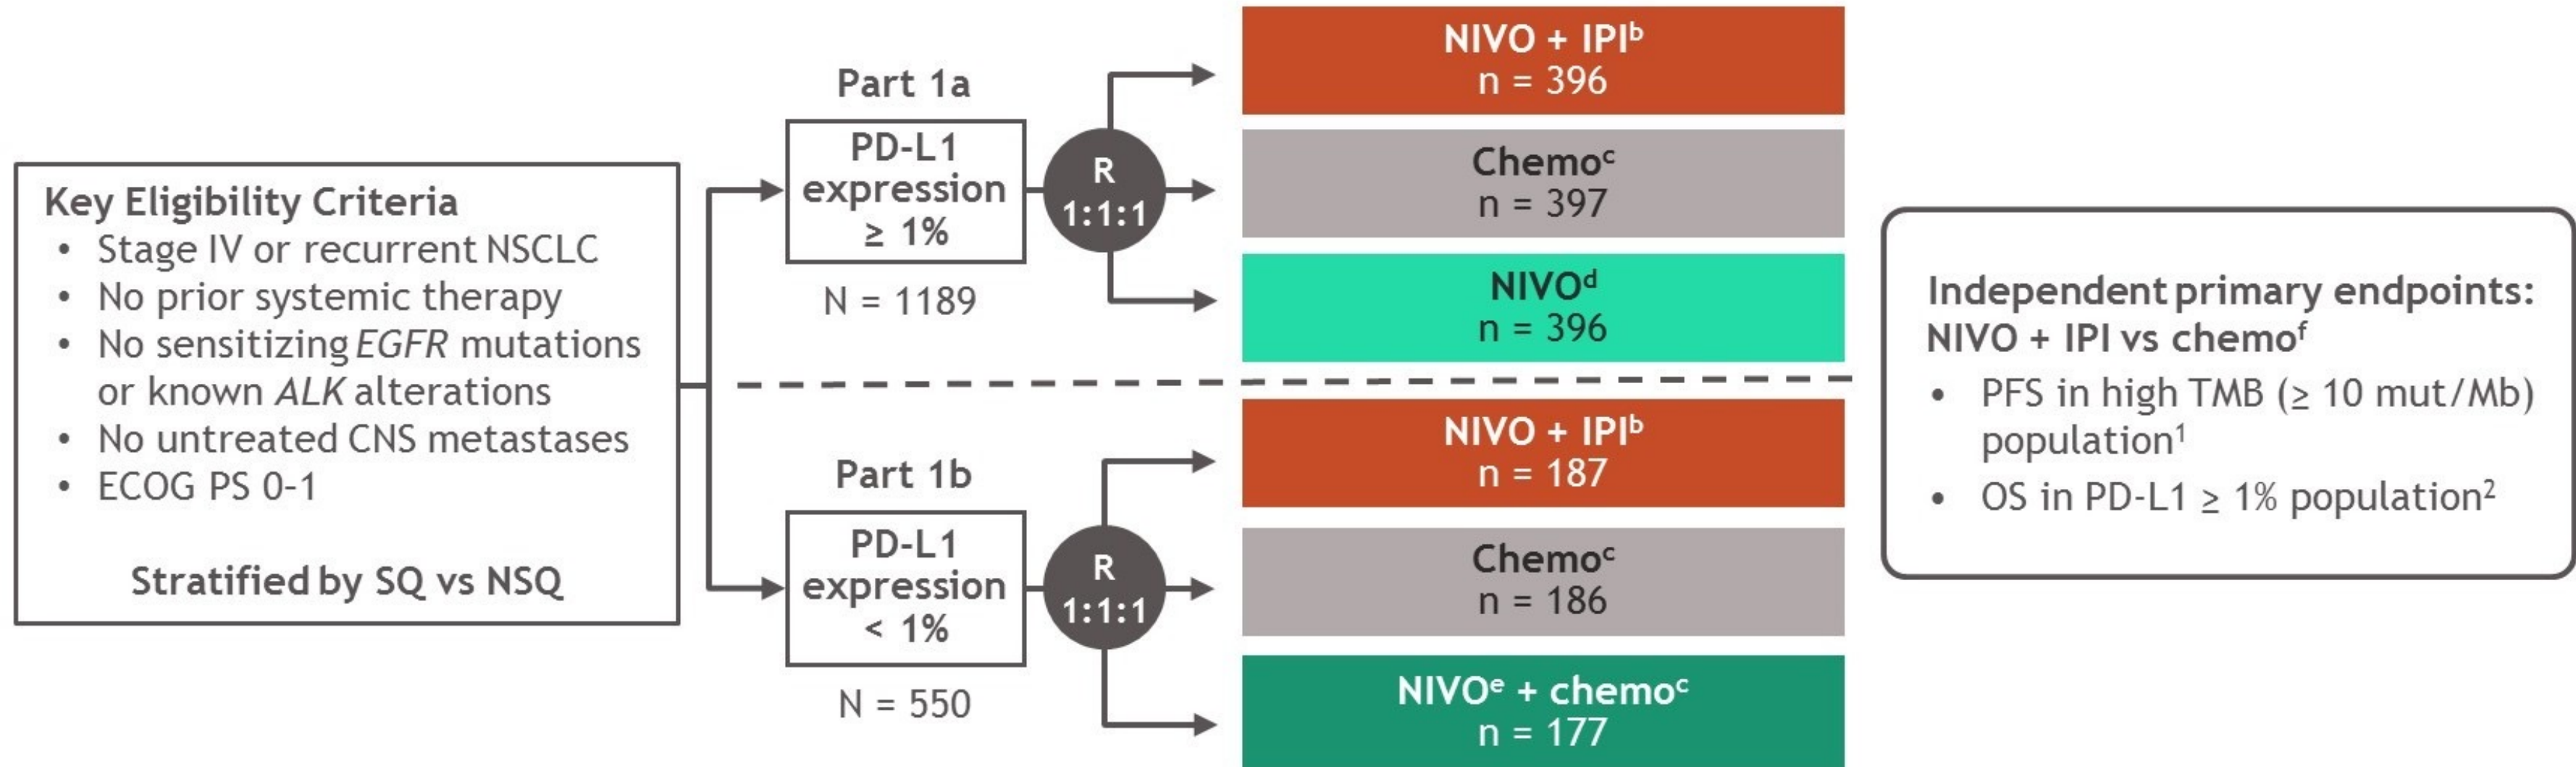 Key Eligibility Criteria
• Stage IV or recurrent NSCLC
• No prior systemic therapy
• No sensitizing EGFR mutations
or known ALK alterations
• No untreated CNS metastases
• ECOG PS 0-1
Stratified by SQ vs NSQ
Part 1a
PD-L1
expression
≥ 1%
N = 1189
R
1:1:1
NIVO + IPIᵇ
n = 396
Chemoᶜ
n = 397
NIVOᵈ
n = 396
Part 1b
PD-L1
expression
< 1%
N = 550
R
1:1:1
NIVO + IPIᵇ
n = 187
Chemoᶜ
n = 186
NIVOᵉ + chemoᶜ
n = 177
Independent primary endpoints:
NIVO + IPI vs chemoᶠ
• PFS in high TMB (≥ 10 mut/Mb)
population¹
• OS in PD-L1 ≥ 1% population²